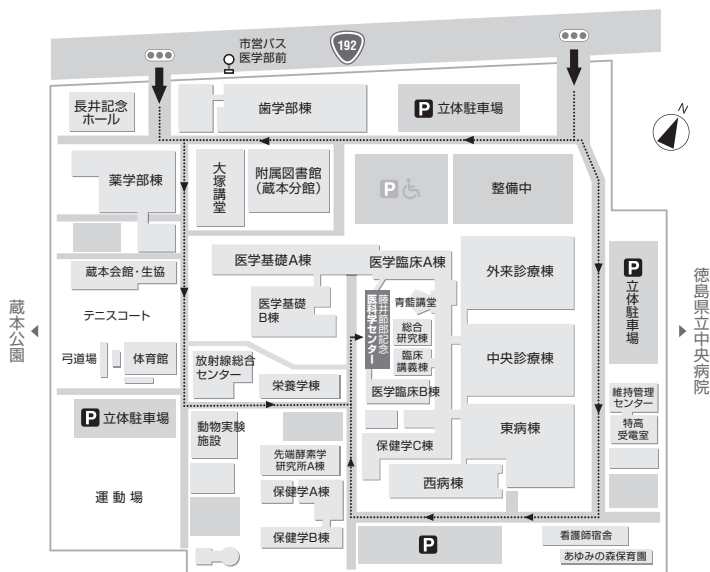 市営バス
医学部前
192
N
長井記念
ホール
歯学部棟
P 立体駐車場
薬学部棟
大塚講堂
附属図書館
(蔵本分館)
P
整備中
蔵本会館・生協
医学基礎A棟
医学臨床A棟
外来診療棟
P 立体駐車場
徳島県立中央病院
蔵本公園
テニスコート
医学基礎
B棟
藤井節郎記念
医科学センター
青藍講堂
総合
研究棟
臨床
講義棟
中央診療棟
弓道場
体育館
放射線総合
センター
栄養学棟
医学臨床B棟
維持管理
センター
特高
受電室
P 立体駐車場
動物実験
施設
先端酵素学
研究所A棟
保健学C棟
東病棟
運動場
保健学A棟
西病棟
保健学B棟
P
看護師宿舎
あゆみの森保育園